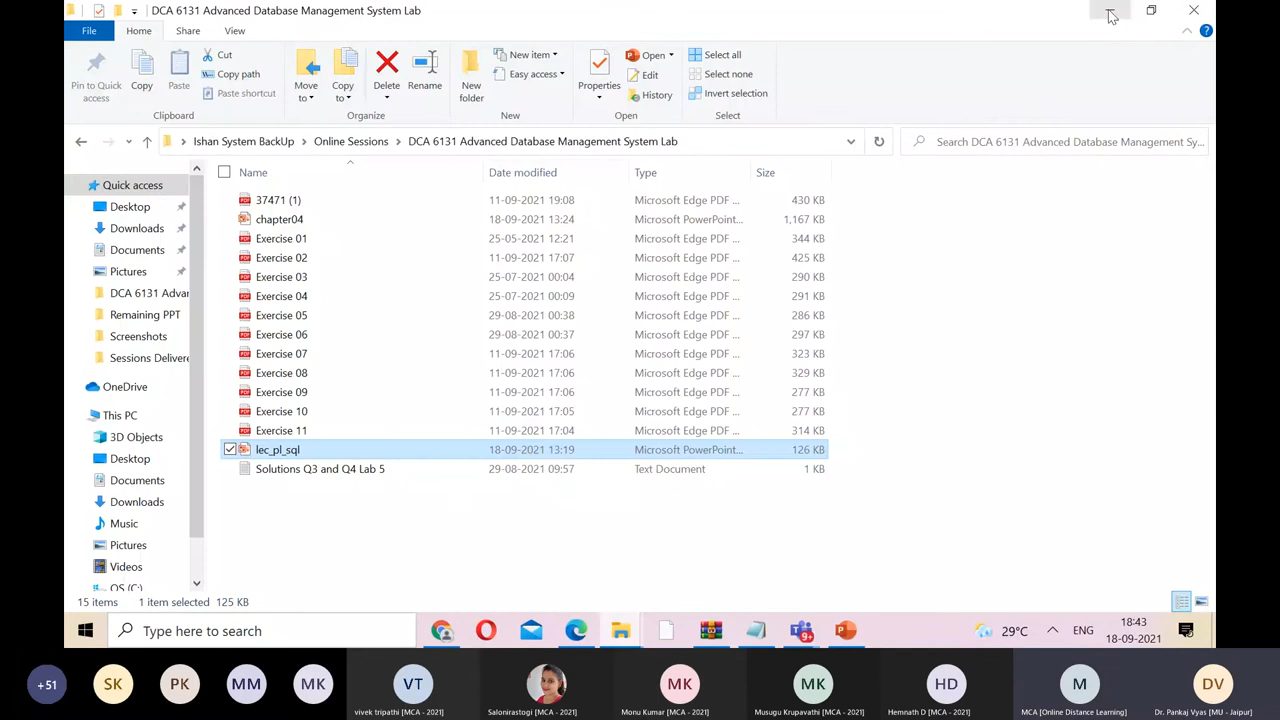 DCA 6131 Advanced Database Management System Lab
File Home Share View
Pin to Quick access
Copy
Paste
Cut
Copy path
Paste shortcut
Clipboard
Move to
Copy to
Delete
Rename
Organize
New folder
New item
Easy access
New
Properties
Open
Edit
History
Open
Select all
Select none
Invert selection
Select
Ishan System BackUp > Online Sessions > DCA 6131 Advanced Database Management System Lab
Search DCA 6131 Advanced Database Management Sy...
Name Date modified Type Size
37471 (1) 11-09-2021 19:08 Microsoft Edge PDF ... 430 KB
chapter04 18-09-2021 13:24 Microsoft PowerPoint... 1,167 KB
Exercise 01 25-05-2021 12:21 Microsoft Edge PDF ... 344 KB
Exercise 02 11-09-2021 17:07 Microsoft Edge PDF ... 425 KB
Exercise 03 25-07-2021 00:04 Microsoft Edge PDF ... 290 KB
Exercise 04 25-07-2021 00:09 Microsoft Edge PDF ... 291 KB
Exercise 05 29-08-2021 00:38 Microsoft Edge PDF ... 286 KB
Exercise 06 29-08-2021 00:37 Microsoft Edge PDF ... 297 KB
Exercise 07 11-09-2021 17:06 Microsoft Edge PDF ... 323 KB
Exercise 08 11-09-2021 17:06 Microsoft Edge PDF ... 329 KB
Exercise 09 11-09-2021 17:06 Microsoft Edge PDF ... 277 KB
Exercise 10 11-09-2021 17:05 Microsoft Edge PDF ... 277 KB
Exercise 11 11-09-2021 17:04 Microsoft Edge PDF ... 314 KB
lec_pl_sql 18-09-2021 13:19 Microsoft PowerPoint... 126 KB
Solutions Q3 and Q4 Lab 5 29-08-2021 09:57 Text Document 1 KB
Quick access
Desktop
Downloads
Documents
Pictures
DCA 6131 Advar
Remaining PPT
Screenshots
Sessions Delivere
OneDrive
This PC
3D Objects
Desktop
Documents
Downloads
Music
Pictures
Videos
OS (C:)
15 items 1 item selected 125 KB
Type here to search
9+
29°C
ENG
18:43
18-09-2021
+51 SK PK MM MK VT MK MK HD M DV
vivek tripathi [MCA - 2021]
Salonirastogi [MCA - 2021]
Monu Kumar [MCA - 2021]
Musugu Krupavathi [MCA - 2021]
Hemnath D [MCA - 2021]
MCA [Online Distance Learning]
Dr. Pankaj Vyas [MU - Jaipur]